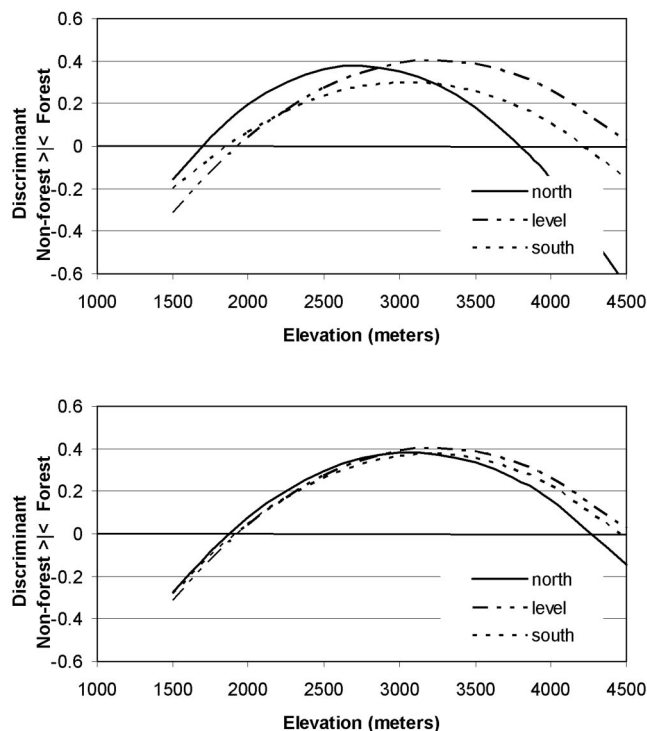 0.6
0.4
0.2
0
-0.2
-0.4
-0.6
Discriminant
Non-forest >|< Forest
north
level
south
1000 1500 2000 2500 3000 3500 4000 4500
Elevation (meters)
0.6
0.4
0.2
0
-0.2
-0.4
-0.6
Discriminant
Non-forest >|< Forest
north
level
south
1000 1500 2000 2500 3000 3500 4000 4500
Elevation (meters)